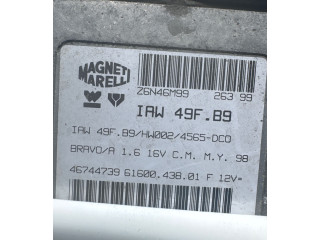 MAGNETI
MARELLI
Z6N46M99 263 99
IAW 49F.B9
IAW 49F.B9/HW002/4565-DCO
BRAVO/A 1.6 16V C.M. M.Y. 98
46744739 61600.438.01 F 12V=